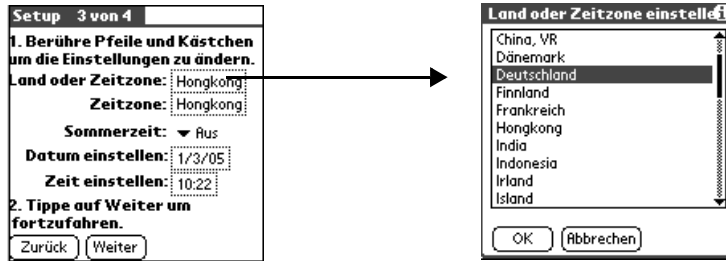 Setup 3 von 4
1. Berühre Pfeile und Kästchen
um die Einstellungen zu ändern.
Land oder Zeitzone: Hongkong
Zeitzone: Hongkong
Sommerzeit: Aus
Datum einstellen: 1/3/05
Zeit einstellen: 10:22
2. Tippe auf Weiter um
fortzufahren.
Zurück Weiter
Land oder Zeitzone einstellen i
China, VR
Dänemark
Deutschland
Finnland
Frankreich
Hongkong
India
Indonesia
Irland
Island
OK Abbrechen